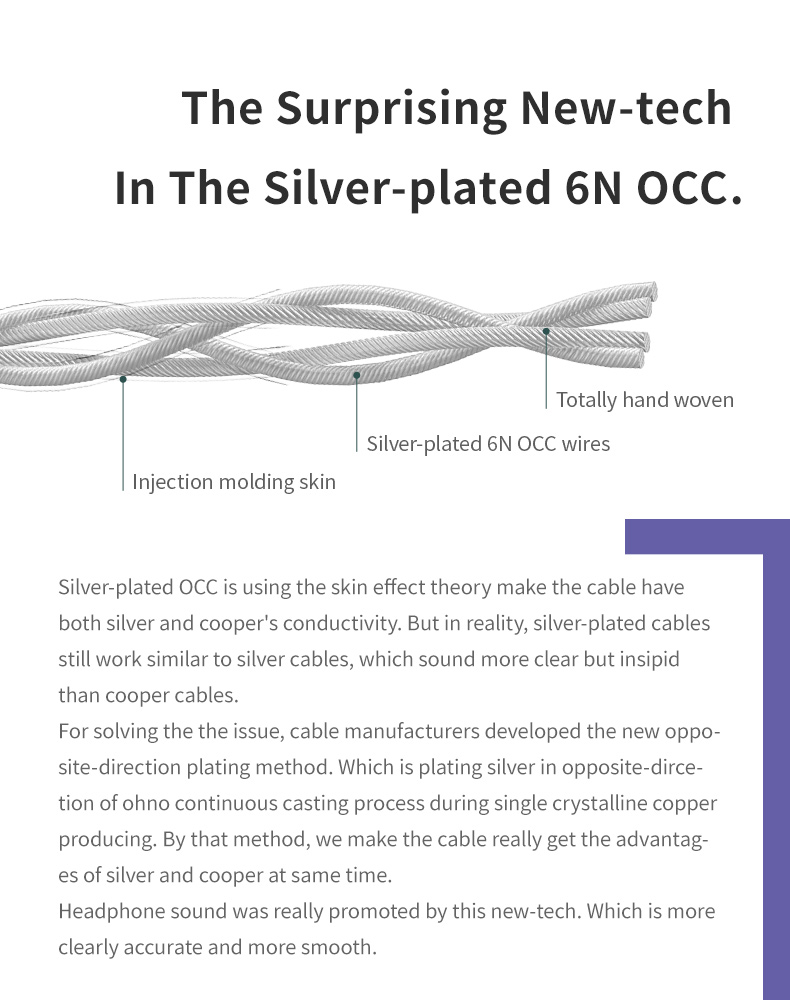 The Surprising New-tech
In The Silver-plated 6N OCC.
Totally hand woven
Silver-plated 6N OCC wires
Injection molding skin
Silver-plated OCC is using the skin effect theory make the cable have
both silver and cooper's conductivity. But in reality, silver-plated cables
still work similar to silver cables, which sound more clear but insipid
than cooper cables.
For solving the the issue, cable manufacturers developed the new oppo-
site-direction plating method. Which is plating silver in opposite-dirce-
tion of ohno continuous casting process during single crystalline copper
producing. By that method, we make the cable really get the advantag-
es of silver and cooper at same time.
Headphone sound was really promoted by this new-tech. Which is more
clearly accurate and more smooth.